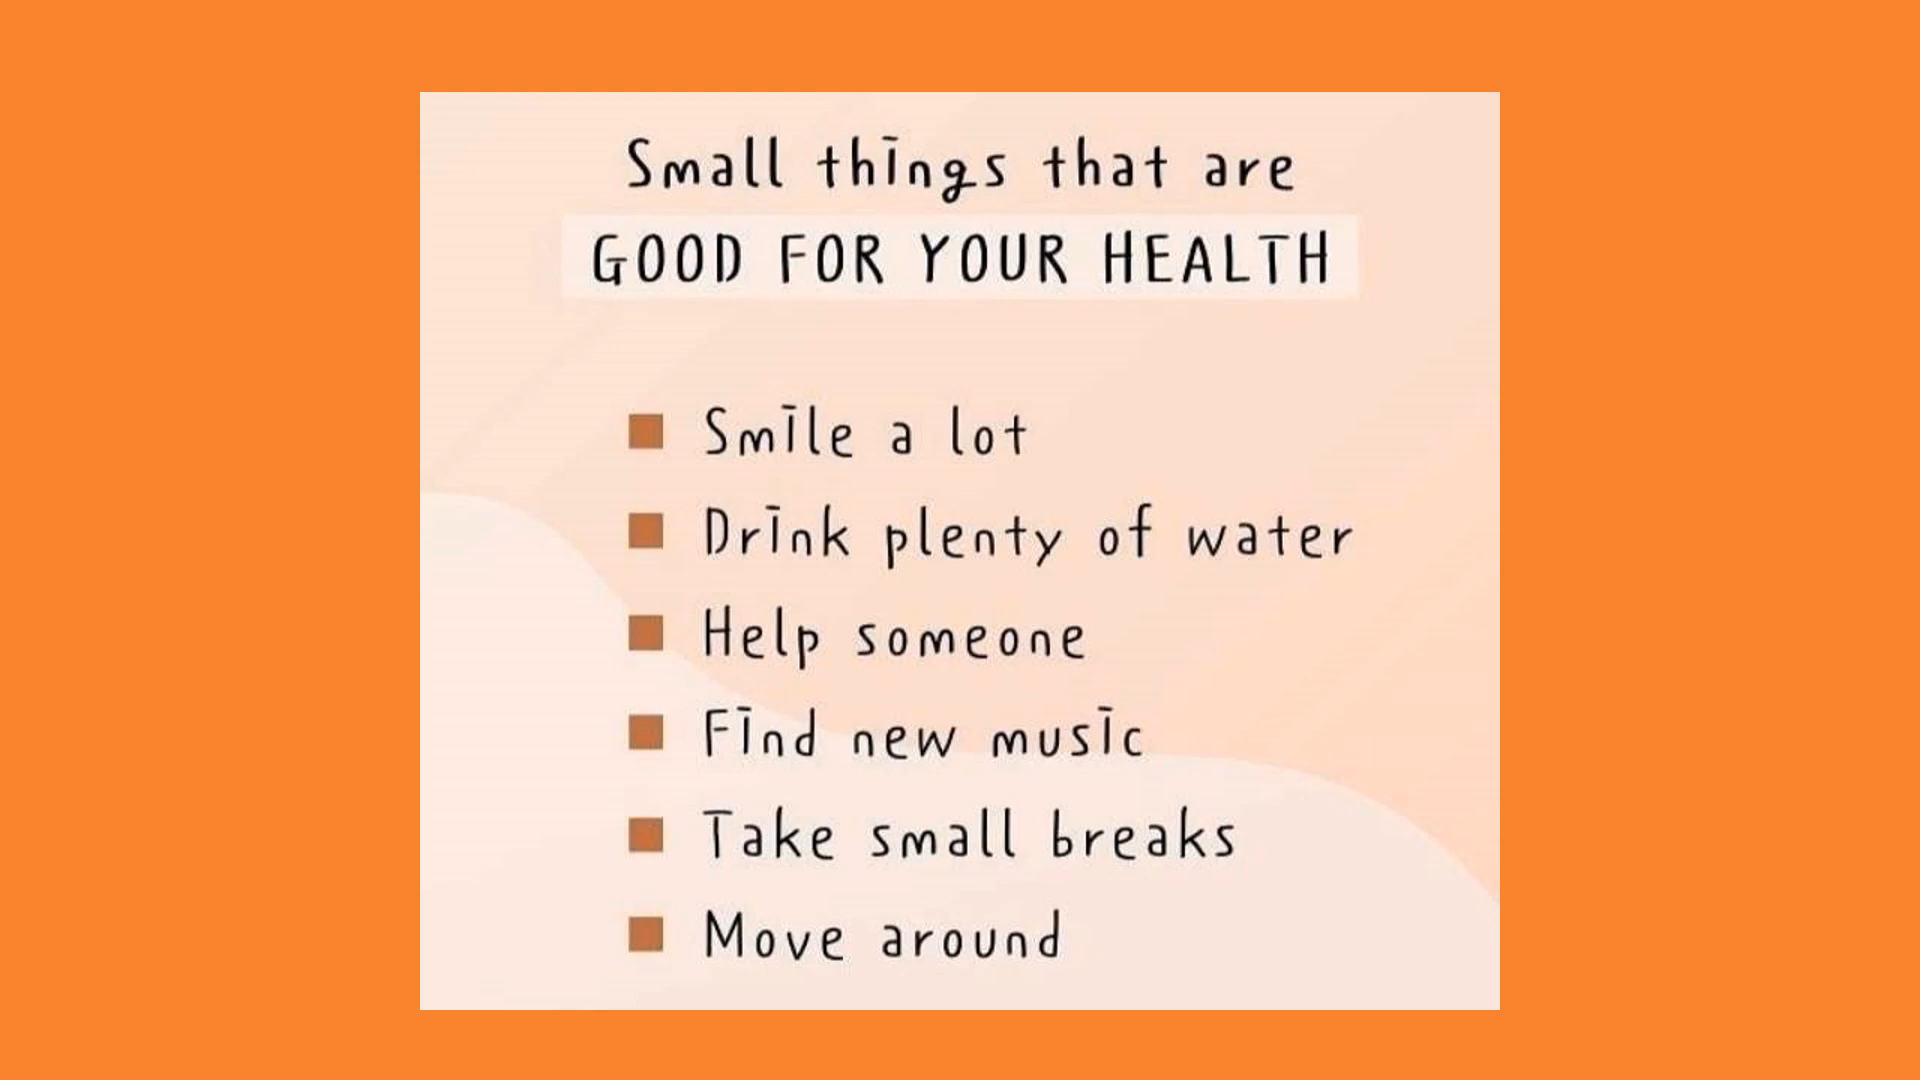 Small things that are
GOOD FOR YOUR HEALTH
Smile a lot
Drink plenty of water
Help someone
Find new music
Take small breaks
Move around